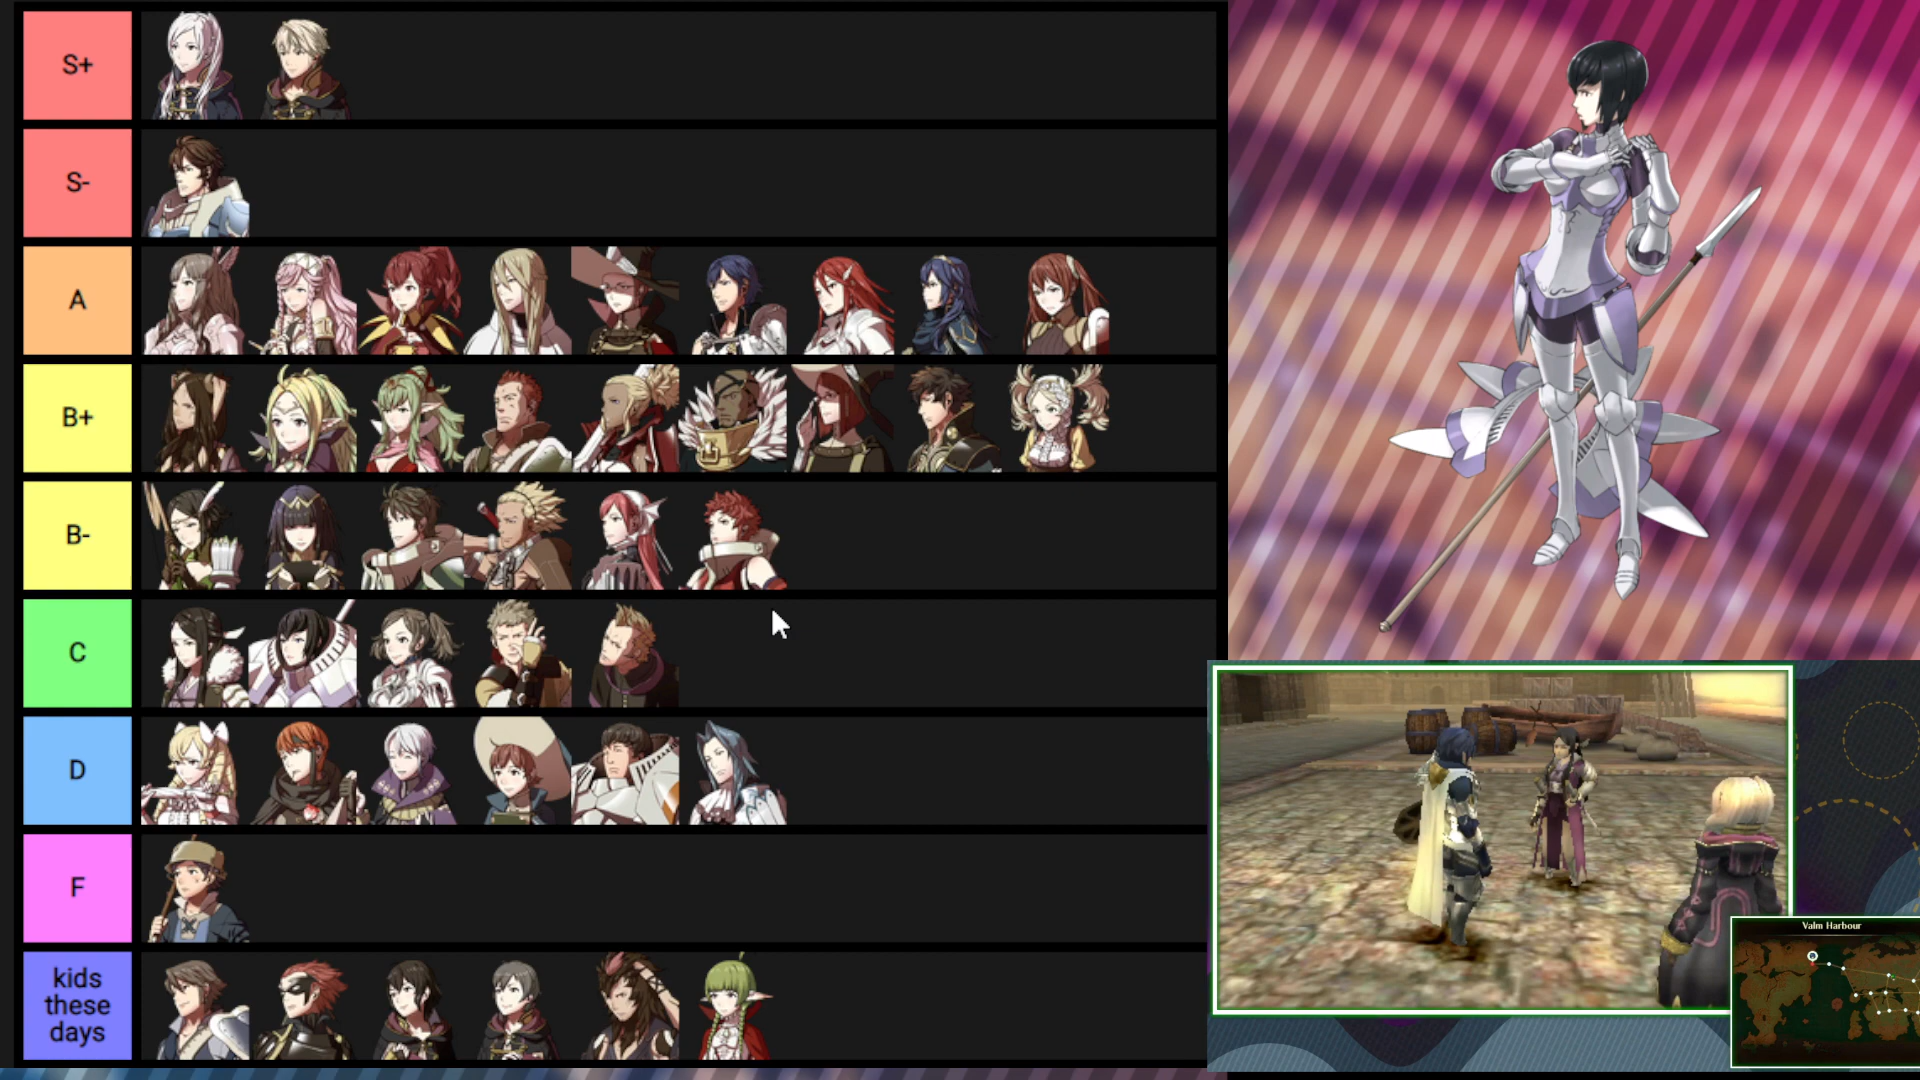 S+
S-
A
B+
B-
C
D
F
kids
these
days
Valm Harbour